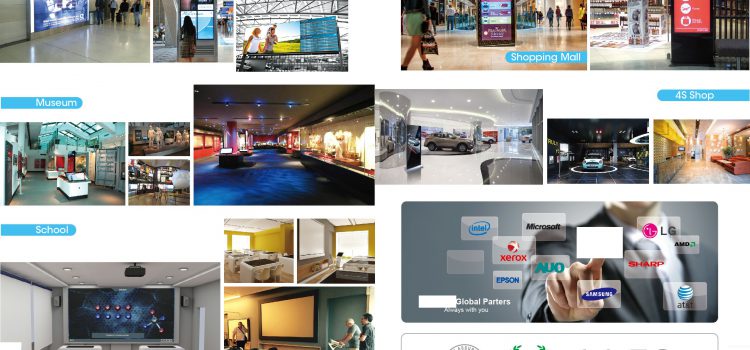 Shopping Mall
Museum
4S Shop
School
intel
Microsoft
LG
xerox
AMD
AUO
SHARP
EPSON
SAMSUNG
at&t
Global Parters
Always with you